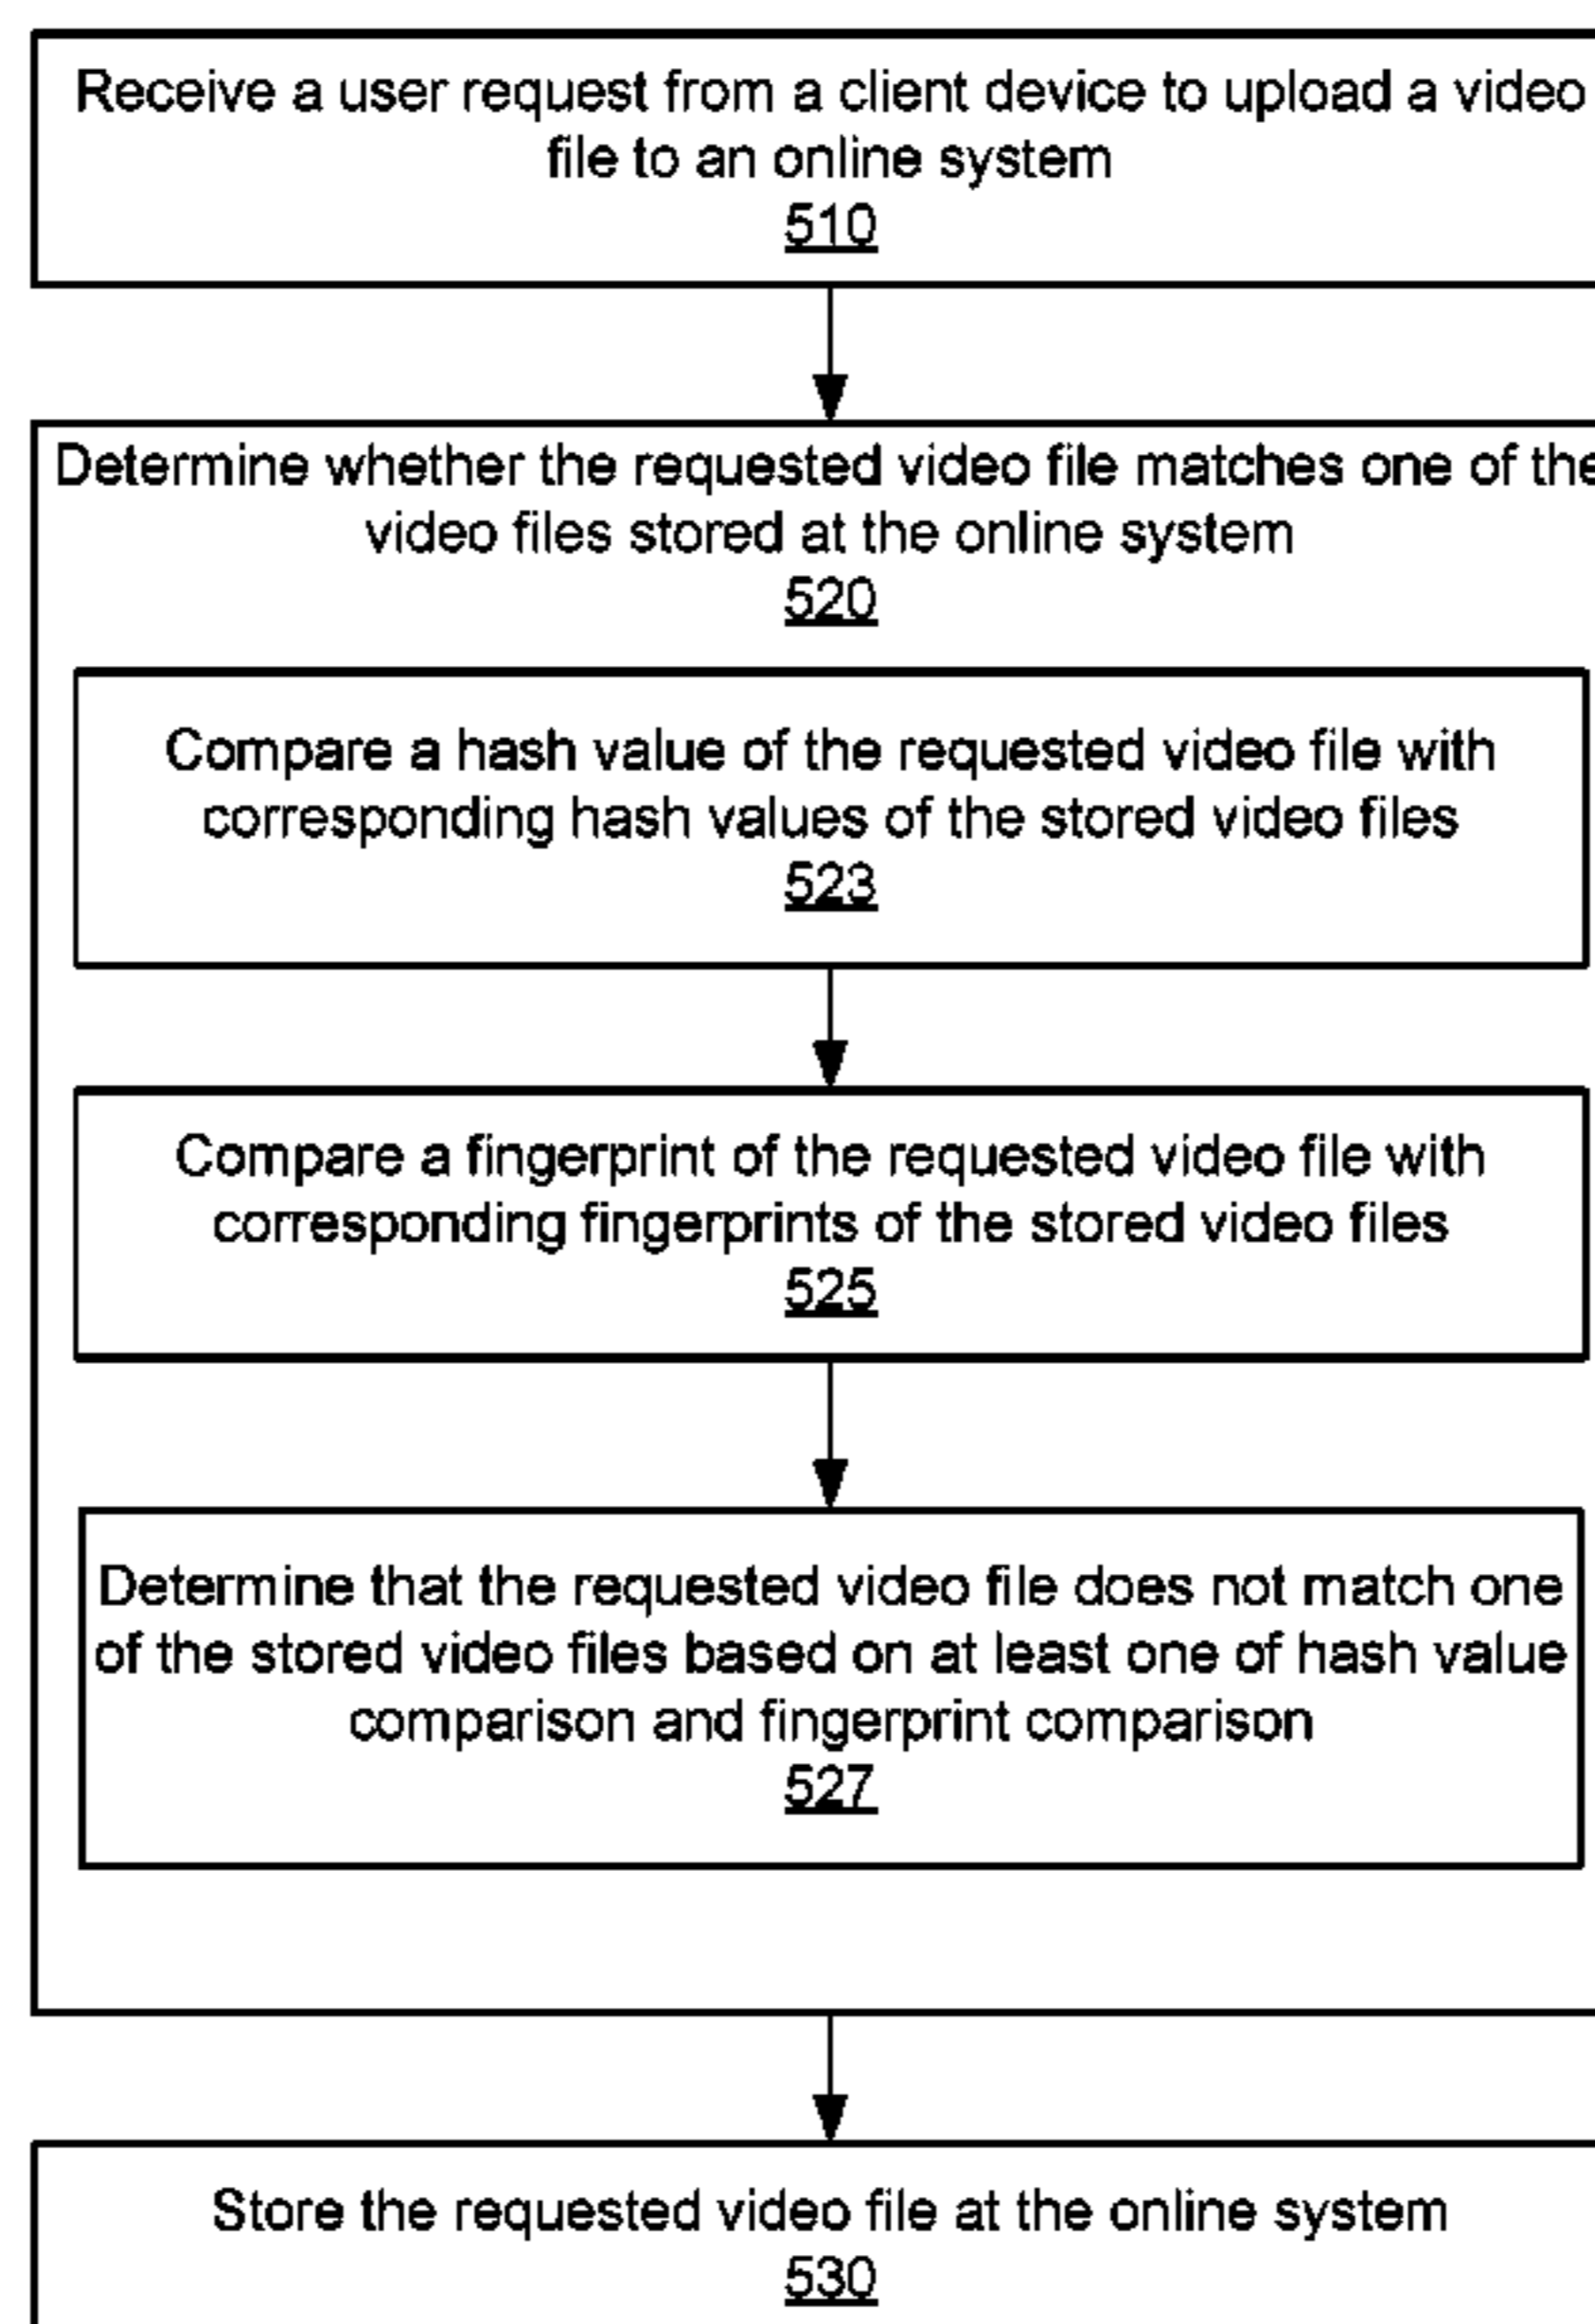 Receive a user request from a client device to upload a video
file to an online system
510
Determine whether the requested video file matches one of the
video files stored at the online system
520
Compare a hash value of the requested video file with
corresponding hash values of the stored video files
523
Compare a fingerprint of the requested video file with
corresponding fingerprints of the stored video files
525
Determine that the requested video file does not match one
of the stored video files based on at least one of hash value
comparison and fingerprint comparison
527
Store the requested video file at the online system
530